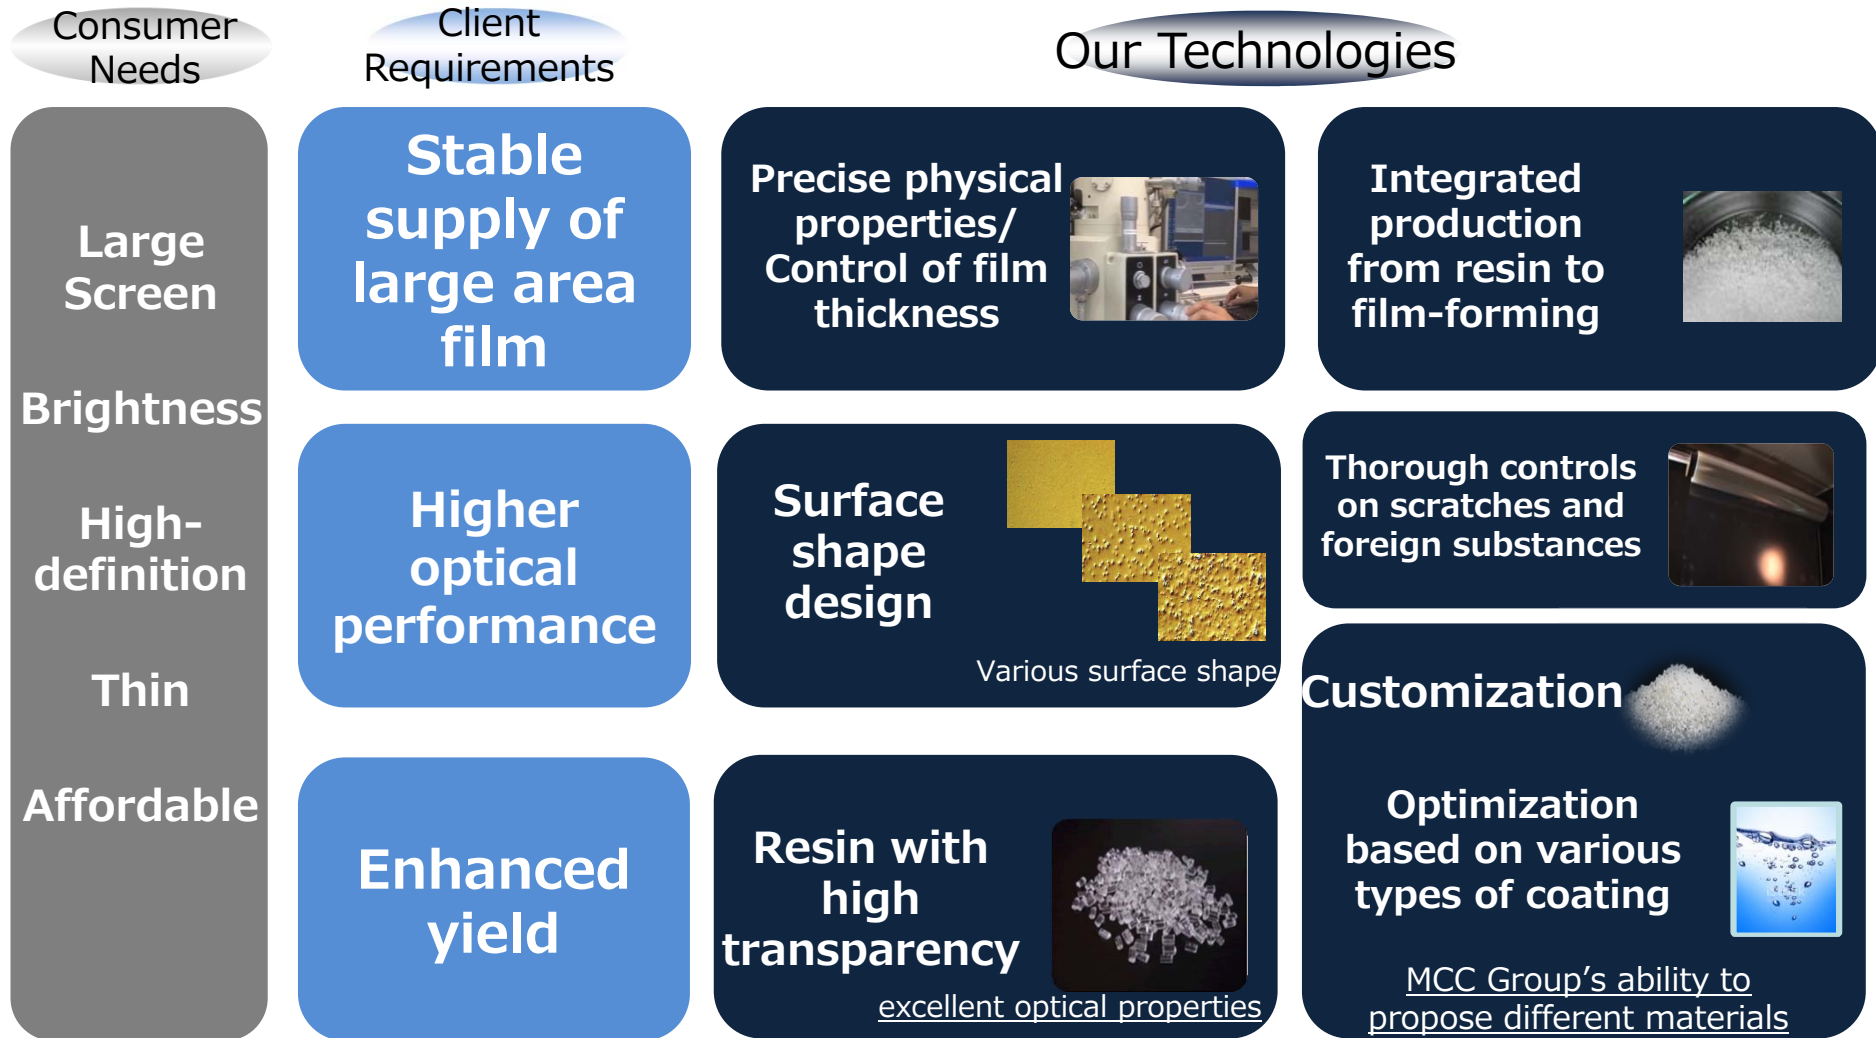 Consumer
Needs
Client
Requirements
Our Technologies
Large
Screen
Brightness
High-
definition
Thin
Affordable
Stable
supply of
large area
film
Higher
optical
performance
Enhanced
yield
Precise physical
properties/
Control of film
thickness
Integrated
production
from resin to
film-forming
Surface
shape
design
Various surface shape
Thorough controls
on scratches and
foreign substances
Resin with
high
transparency
excellent optical properties
Customization
Optimization
based on various
types of coating
MCC Group’s ability to
propose different materials